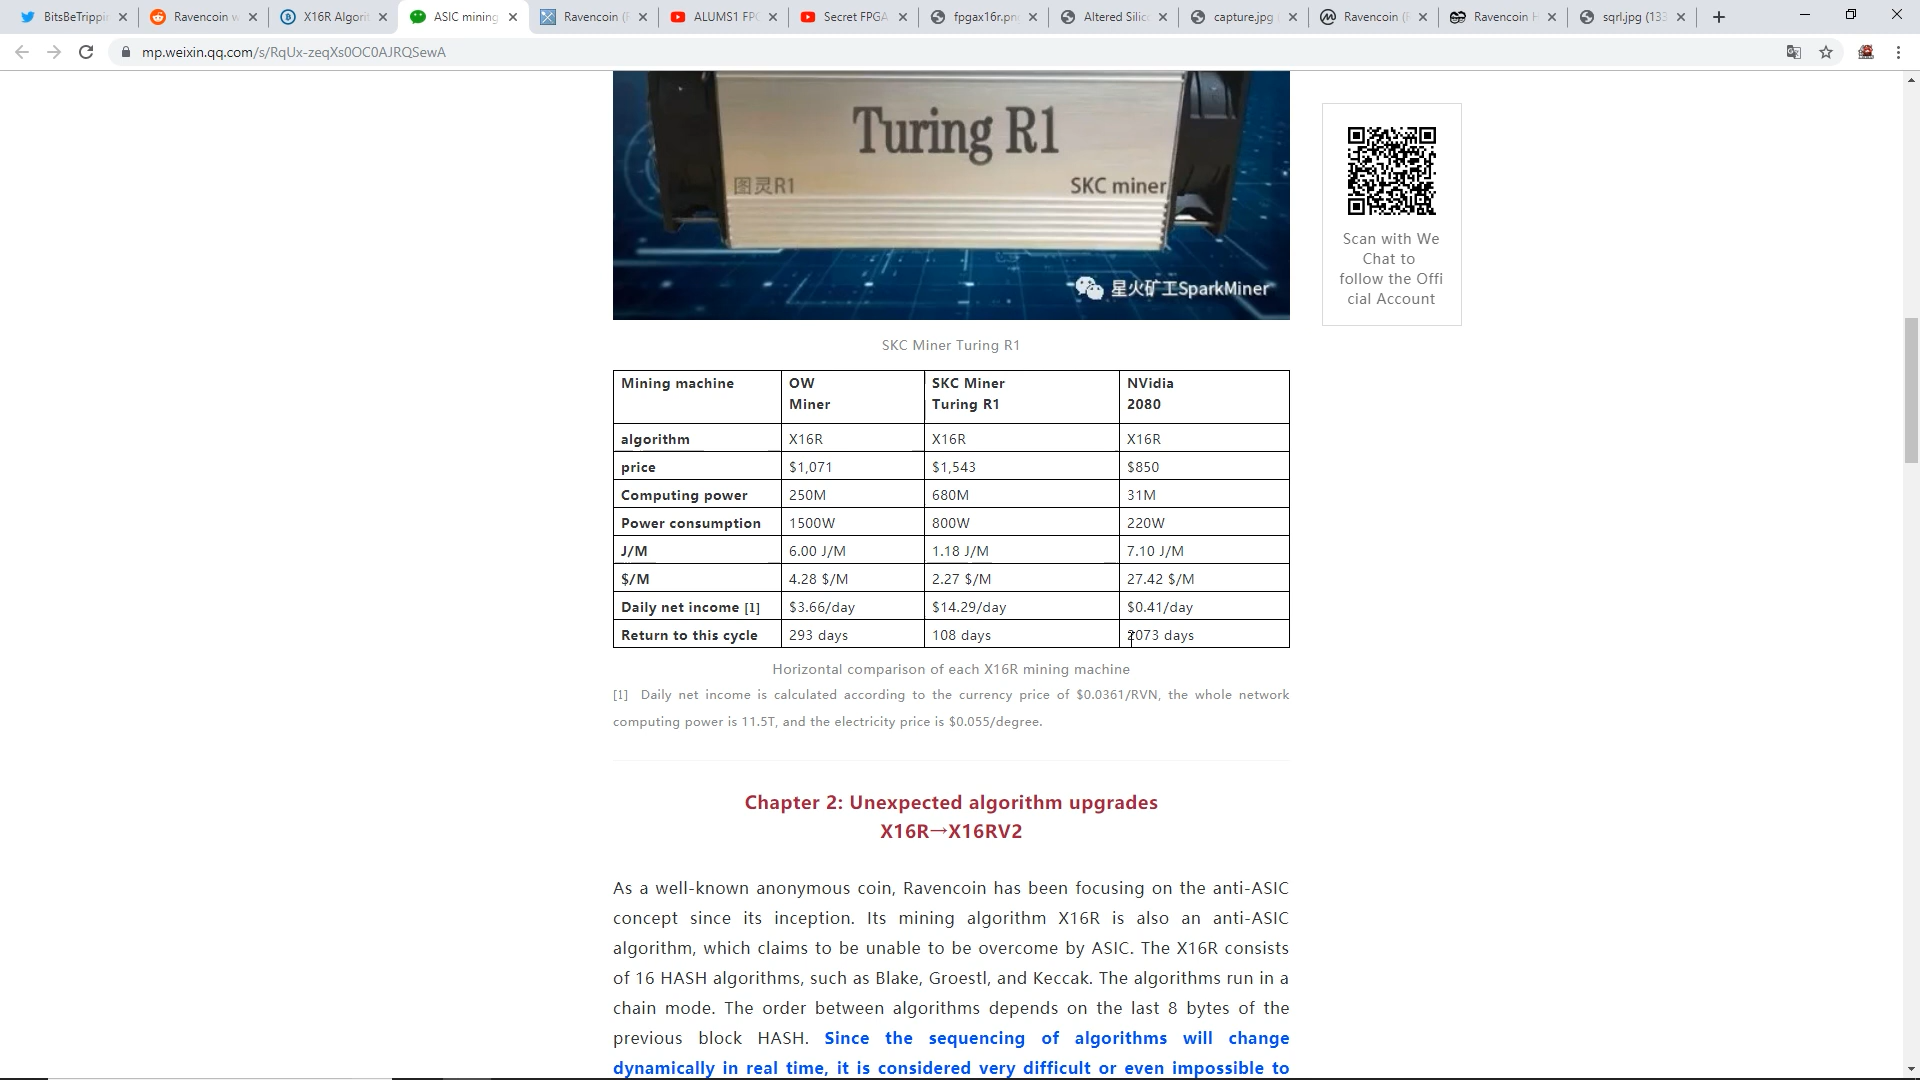 BitsBeTrippi
Ravencoin w
X16R Algorit
ASIC mining
Ravencoin (
ALUMS1 FPG
Secret FPGA
fpgax16r.pn
Altered Silic
capture.jpg
Ravencoin (
Ravencoin H
sqrl.jpg (133
mp.weixin.qq.com/s/RqUx-zeqXs0OC0AJRQSewA
Turing R1
图灵R1
SKC miner
星火矿工SparkMiner
Scan with We
Chat to
follow the Offi
cial Account
SKC Miner Turing R1
Mining machine
OW
Miner
SKC Miner
Turing R1
NVidia
2080
algorithm X16R X16R X16R
price $1,071 $1,543 $850
Computing power 250M 680M 31M
Power consumption 1500W 800W 220W
J/M 6.00 J/M 1.18 J/M 7.10 J/M
$/M 4.28 $/M 2.27 $/M 27.42 $/M
Daily net income [1] $3.66/day $14.29/day $0.41/day
Return to this cycle 293 days 108 days 2073 days
Horizontal comparison of each X16R mining machine
[1] Daily net income is calculated according to the currency price of $0.0361/RVN, the whole network
computing power is 11.5T, and the electricity price is $0.055/degree.
Chapter 2: Unexpected algorithm upgrades
X16R→X16RV2
As a well-known anonymous coin, Ravencoin has been focusing on the anti-ASIC
concept since its inception. Its mining algorithm X16R is also an anti-ASIC
algorithm, which claims to be unable to be overcome by ASIC. The X16R consists
of 16 HASH algorithms, such as Blake, Groestl, and Keccak. The algorithms run in a
chain mode. The order between algorithms depends on the last 8 bytes of the
previous block HASH. Since the sequencing of algorithms will change
dynamically in real time, it is considered very difficult or even impossible to